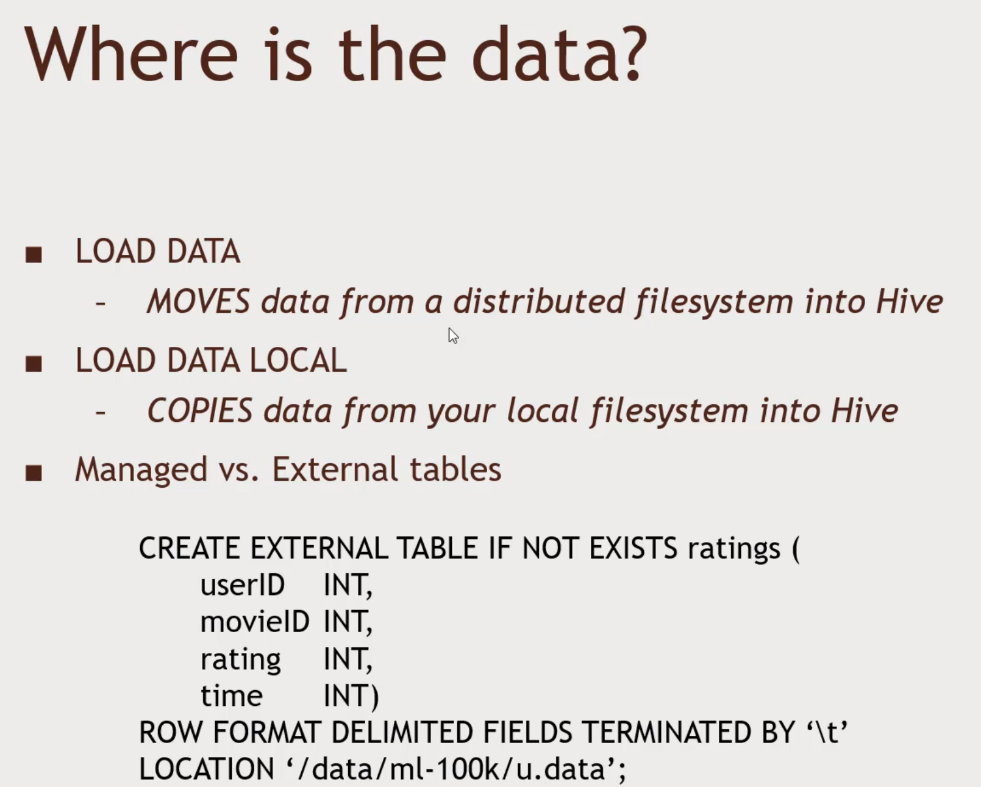 Where is the data?
■ LOAD DATA
– MOVES data from a distributed filesystem into Hive
■ LOAD DATA LOCAL
– COPIES data from your local filesystem into Hive
■ Managed vs. External tables
CREATE EXTERNAL TABLE IF NOT EXISTS ratings (
userID INT,
movieID INT,
rating INT,
time INT)
ROW FORMAT DELIMITED FIELDS TERMINATED BY ‘\t’
LOCATION ‘/data/ml-100k/u.data’;